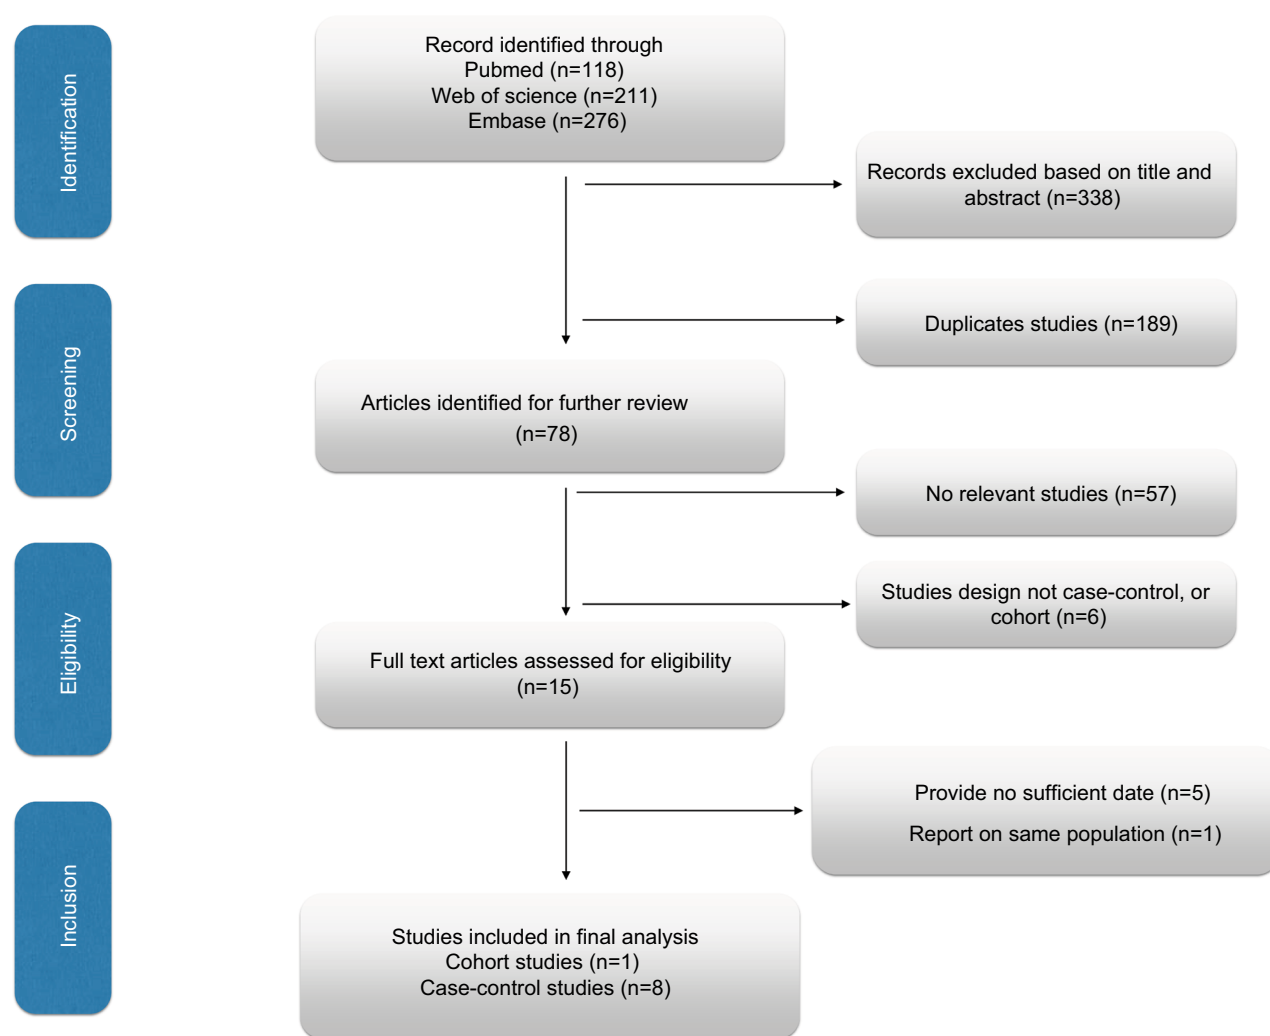 Identification
Record identified through
Pubmed (n=118)
Web of science (n=211)
Embase (n=276)
Records excluded based on title and
abstract (n=338)
Screening
Duplicates studies (n=189)
Articles identified for further review
(n=78)
No relevant studies (n=57)
Eligibility
Studies design not case-control, or
cohort (n=6)
Full text articles assessed for eligibility
(n=15)
Inclusion
Provide no sufficient date (n=5)
Report on same population (n=1)
Studies included in final analysis
Cohort studies (n=1)
Case-control studies (n=8)